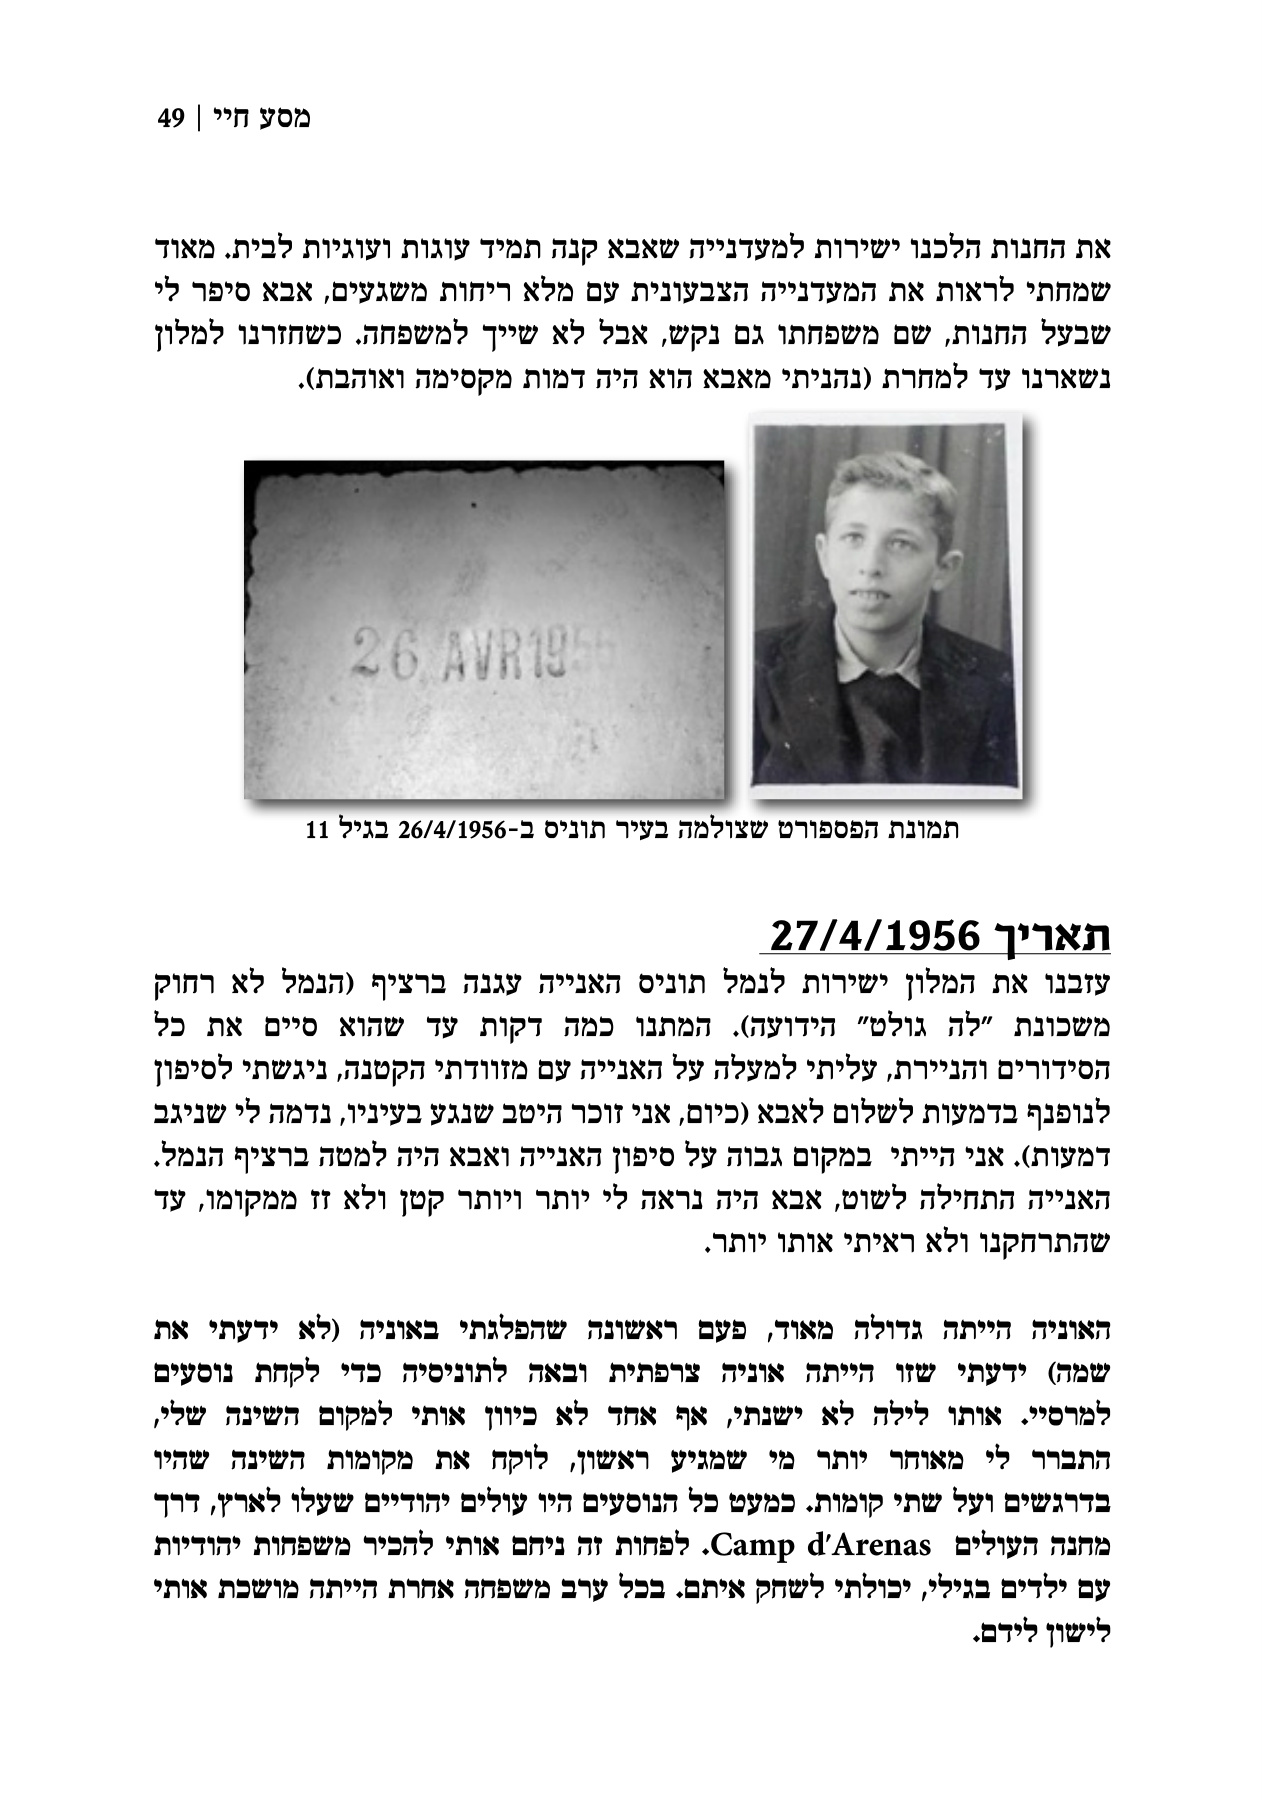 מסע חיי | 49
את החנות הלכנו ישירות למעדנייה שאבא קנה תמיד עוגות ועוגיות לבית. מאוד
שמחתי לראות את המעדנייה הצבעונית עם מלא ריחות משגעים, אבא סיפר לי
שבעל החנות, שם משפחתו גם נקש, אבל לא שייך למשפחה. כשחזרנו למלון
נשארנו עד למחרת (נהניתי מאבא הוא היה דמות מקסימה ואוהבת).
26 AVR 1956
תמונת הפספורט שצולמה בעיר תוניס ב-26/4/1956 בגיל 11
תאריך 27/4/1956
עזבנו את המלון ישירות לנמל תוניס האנייה עגנה ברציף (הנמל לא רחוק
משכונת "לה גולט" הידועה). המתנו כמה דקות עד שהוא סיים את כל
הסידורים והניירת, עליתי למעלה על האנייה עם מזוודתי הקטנה, ניגשתי לסיפון
לנופנף בדמעות לשלום לאבא (כיום, אני זוכר היטב שנגע בעיניו, נדמה לי שניגב
דמעות). אני הייתי במקום גבוה על סיפון האנייה ואבא היה למטה ברציף הנמל.
האנייה התחילה לשוט, אבא היה נראה לי יותר ויותר קטן ולא זז ממקומו, עד
שהתרחקנו ולא ראיתי אותו יותר.
האוניה הייתה גדולה מאוד, פעם ראשונה שהפלגתי באוניה (לא ידעתי את
שמה) ידעתי שזו הייתה אוניה צרפתית ובאה לתוניסיה כדי לקחת נוסעים
למרסיי. אותו לילה לא ישנתי, אף אחד לא כיוון אותי למקום השינה שלי,
התברר לי מאוחר יותר מי שמגיע ראשון, לוקח את מקומות השינה שהיו
בדרגשים ועל שתי קומות. כמעט כל הנוסעים היו עולים יהודיים שעלו לארץ, דרך
מחנה העולים Camp d'Arenas. לפחות זה ניחם אותי להכיר משפחות יהודיות
עם ילדים בגילי, יכולתי לשחק איתם. בכל ערב משפחה אחרת הייתה מושכת אותי
לישון לידם.